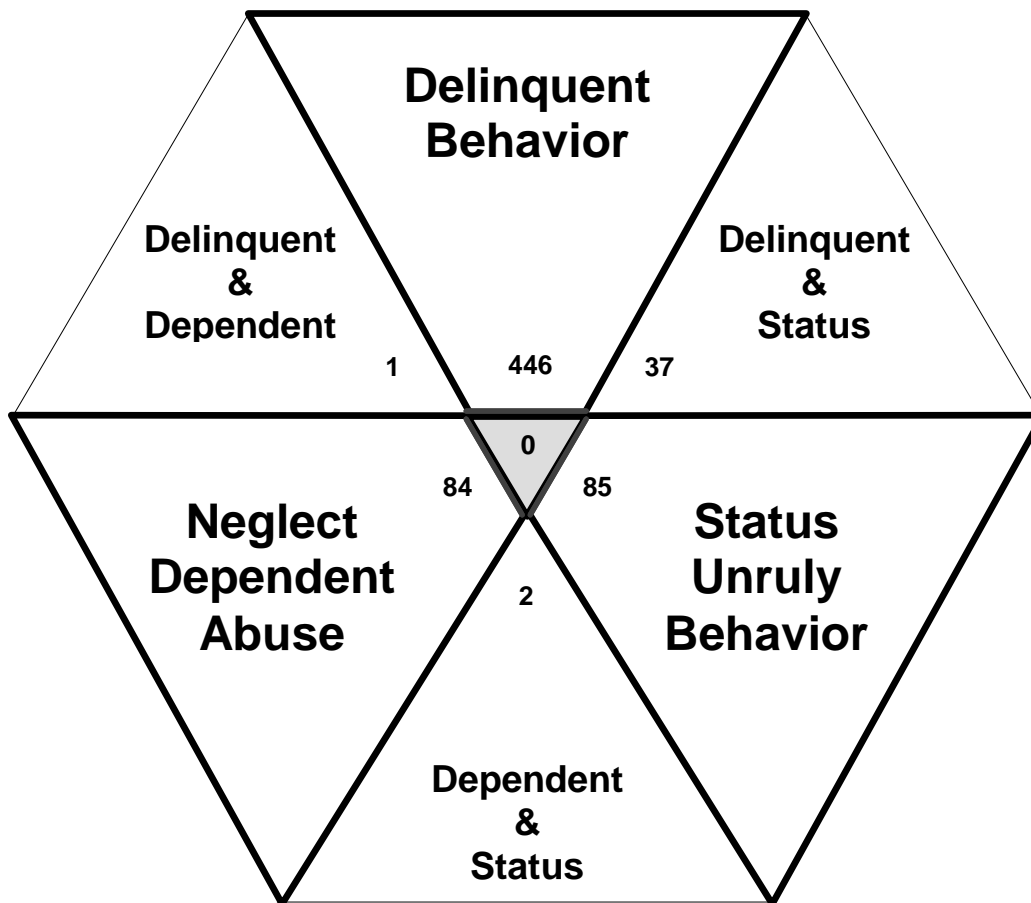 Delinquent
Behavior
Delinquent
&
Dependent
Delinquent
&
Status
1
446
37
0
84
85
Neglect
Dependent
Abuse
Status
Unruly
Behavior
2
Dependent
&
Status